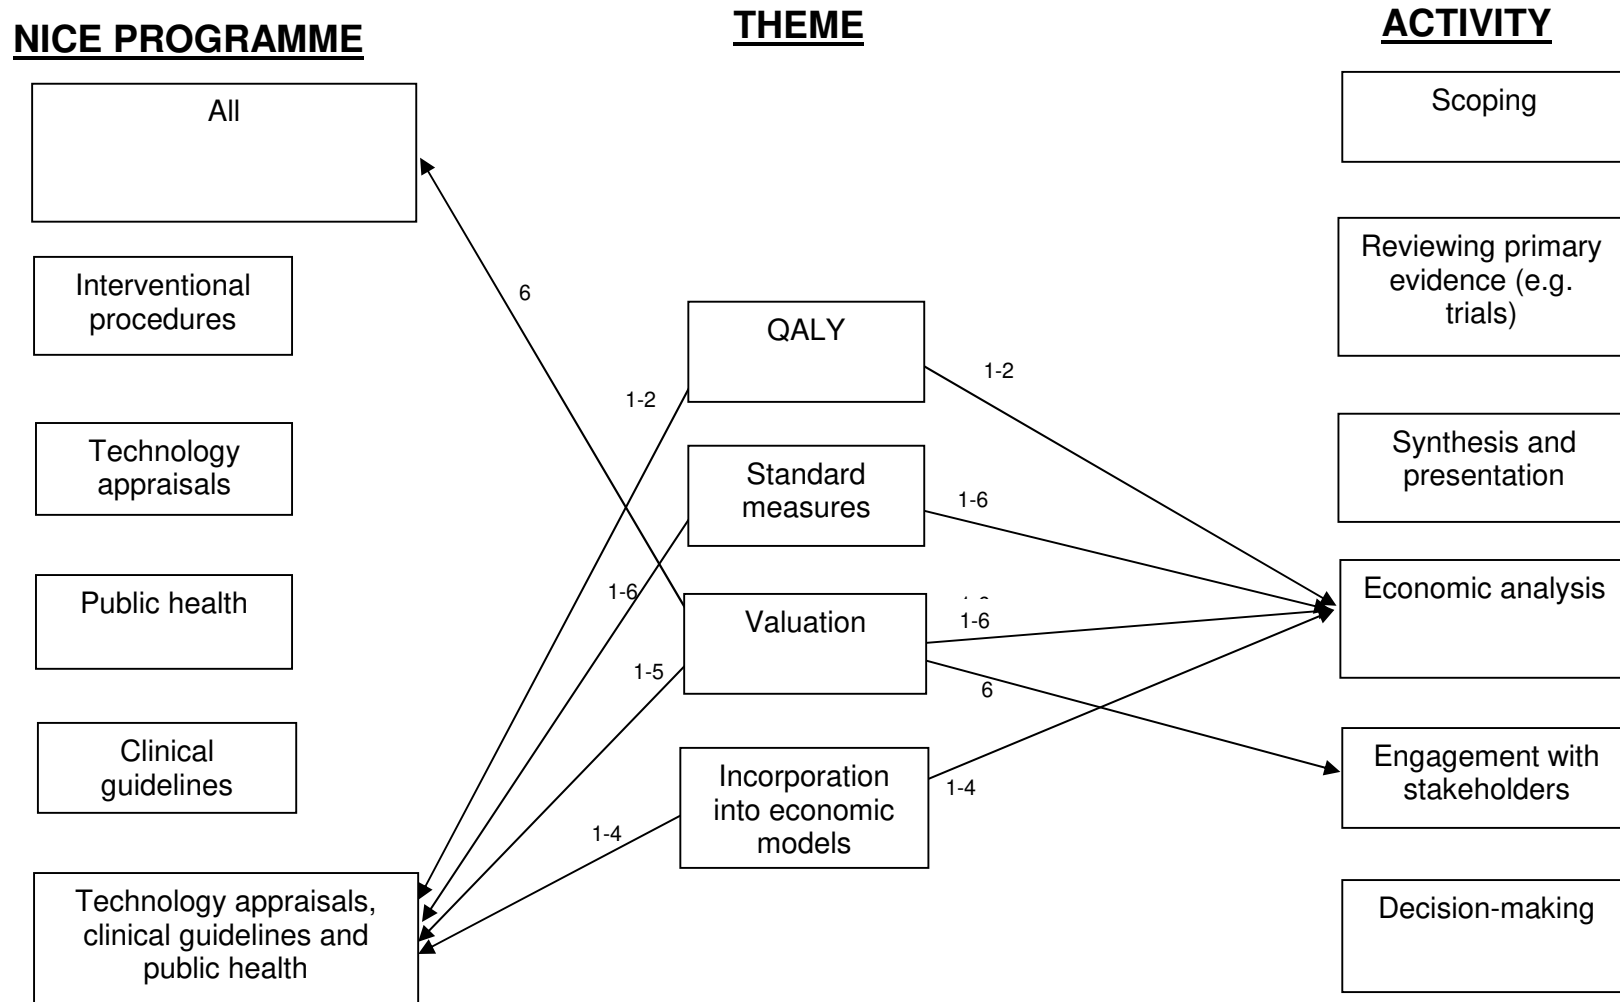 NICE PROGRAMME
THEME
ACTIVITY
All
Interventional
procedures
Technology
appraisals
Public health
Clinical
guidelines
Technology appraisals,
clinical guidelines and
public health
6
1-2
1-6
1-5
1-4
QALY
Standard
measures
Valuation
Incorporation
into economic
models
1-2
1-6
1-6
6
1-4
Scoping
Reviewing primary
evidence (e.g.
trials)
Synthesis and
presentation
Economic analysis
Engagement with
stakeholders
Decision-making